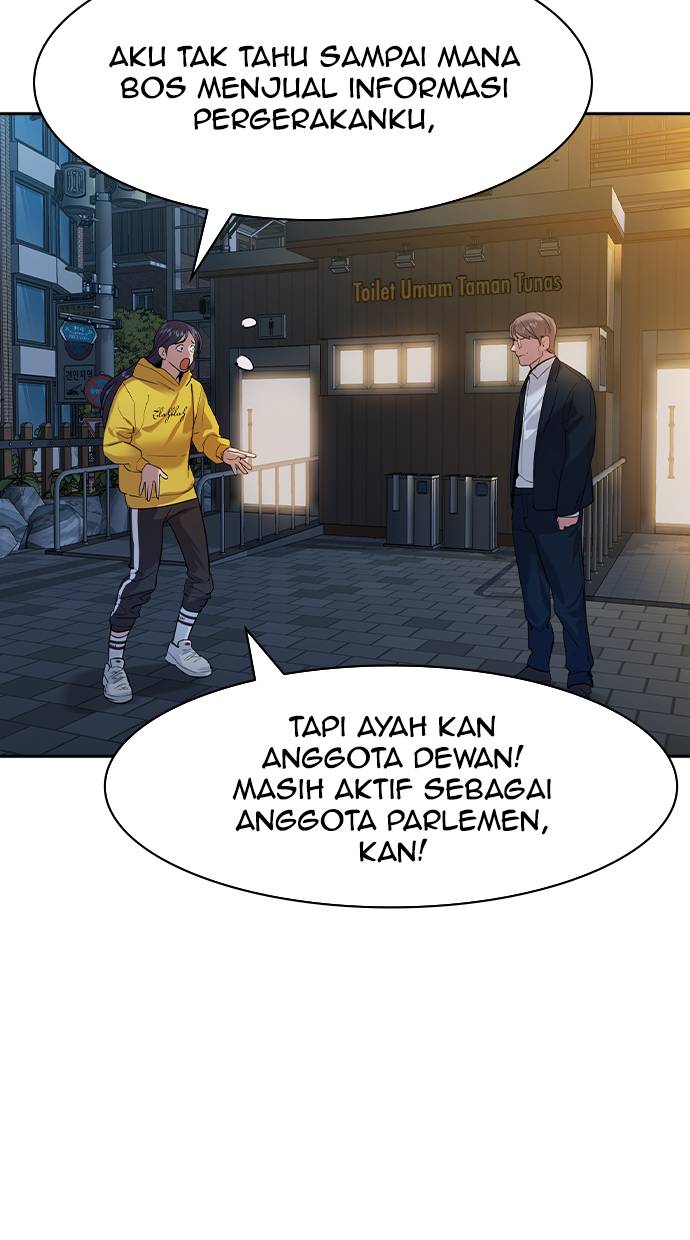 AKU TAK TAHU SAMPAI MANA
BOS MENJUAL INFORMASI
PERGERAKANKU,
Toilet Umum Taman Tunas
TAPI AYAH KAN
ANGGOTA DEWAN!
MASIH AKTIF SEBAGAI
ANGGOTA PARLEMEN,
KAN!